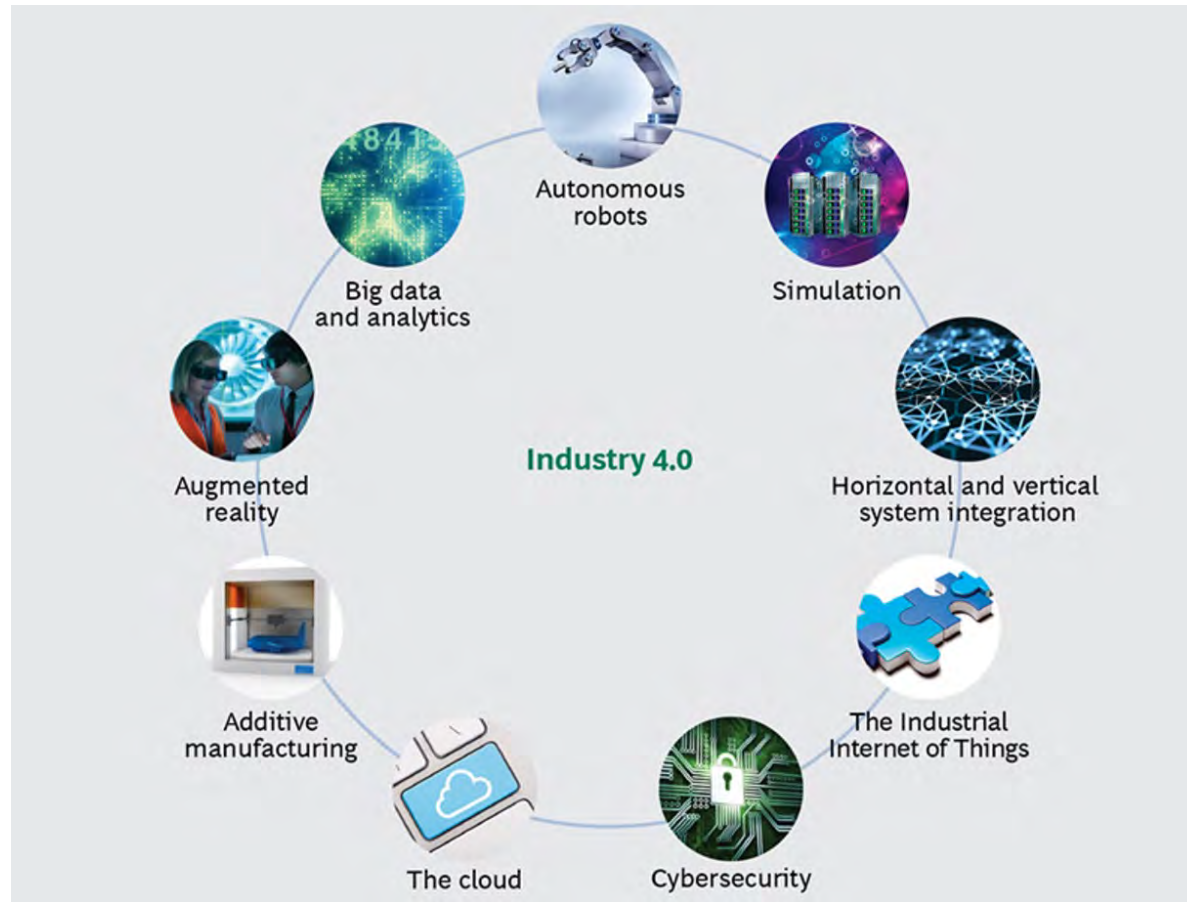 Autonomous
robots
Simulation
Horizontal and vertical
system integration
The Industrial
Internet of Things
Cybersecurity
The cloud
Additive
manufacturing
Augmented
reality
Big data
and analytics
Industry 4.0